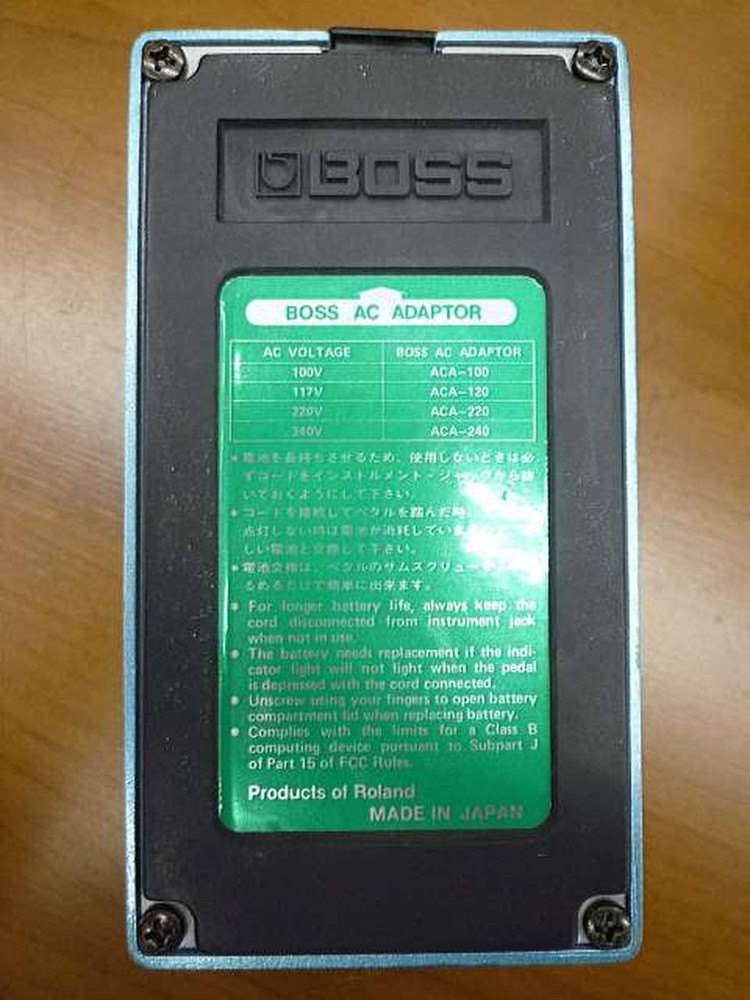 BOSS
BOSS AC ADAPTOR
AC VOLTAGE BOSS AC ADAPTOR
100V ACA-100
117V ACA-120
220V ACA-220
240V ACA-240
• 電池を長持ちさせるため、使用しないときは必
ずコードをインストルメント・ジャックから抜
いておくようにして下さい。
• コードを接続してペダルを踏んだ時、
点灯しない時は電池が消耗してい
しい電池と交換して下さい。
• 電池交換は、ペダルのサムスクリュー
るめるだけで簡単に出来ます。
• For longer battery life, always keep the
cord disconnected from instrument jack
when not in use.
• The battery needs replacement if the indi-
cator light will not light when the pedal
is depressed with the cord connected.
• Unscrew using your fingers to open battery
compartment lid when replacing battery.
• Complies with the limits for a Class B
computing device pursuant to Subpart J
of Part 15 of FCC Rules.
Products of Roland
MADE IN JAPAN